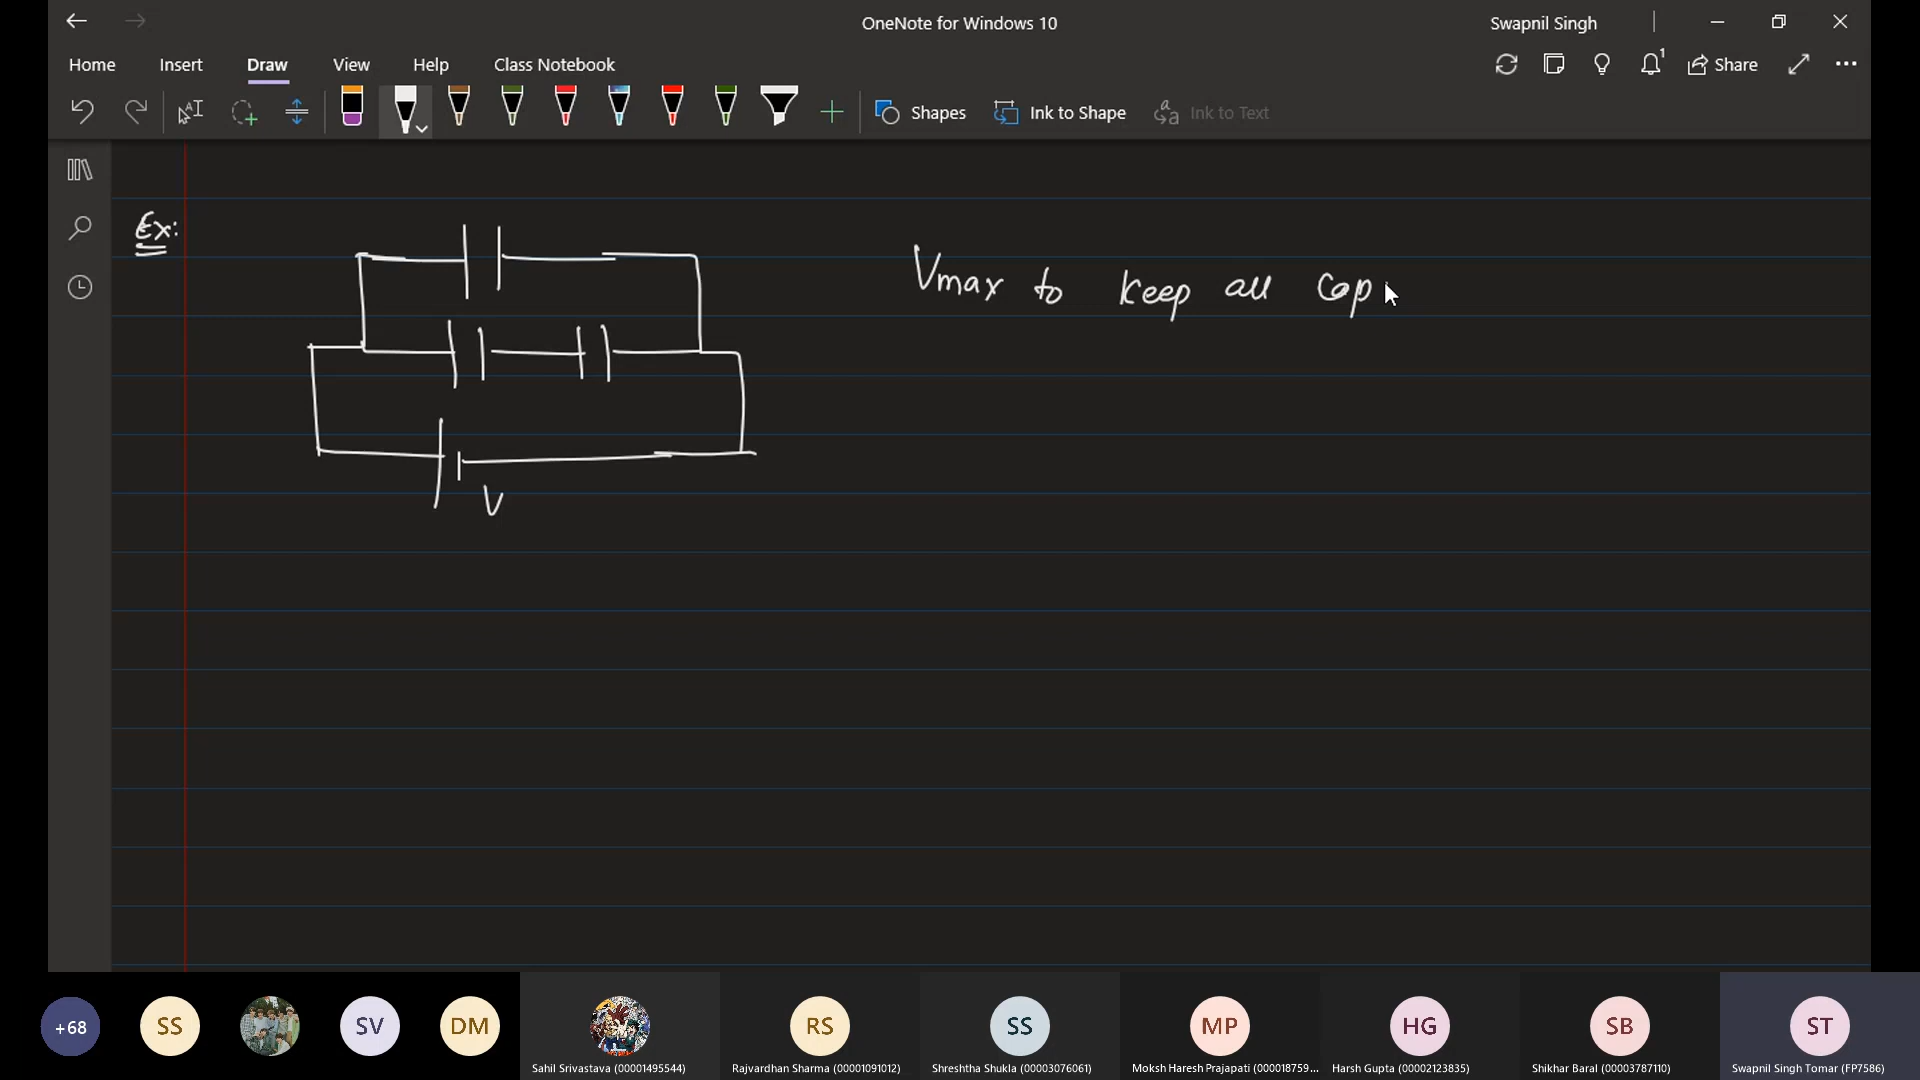 OneNote for Windows 10
Swapnil Singh
Home Insert Draw View Help Class Notebook
1 Share
Shapes Ink to Shape Ink to Text
Ex:
Vmax to keep all Cap
V
+68 SS SV DM RS SS MP HG SB ST
Sahil Srivastava (00001495544) Rajvardhan Sharma (00001091012) Shreshtha Shukla (00003076061) Moksh Haresh Prajapati (000018759... Harsh Gupta (00002123835) Shikhar Baral (00003787110) Swapnil Singh Tomar (FP7586)